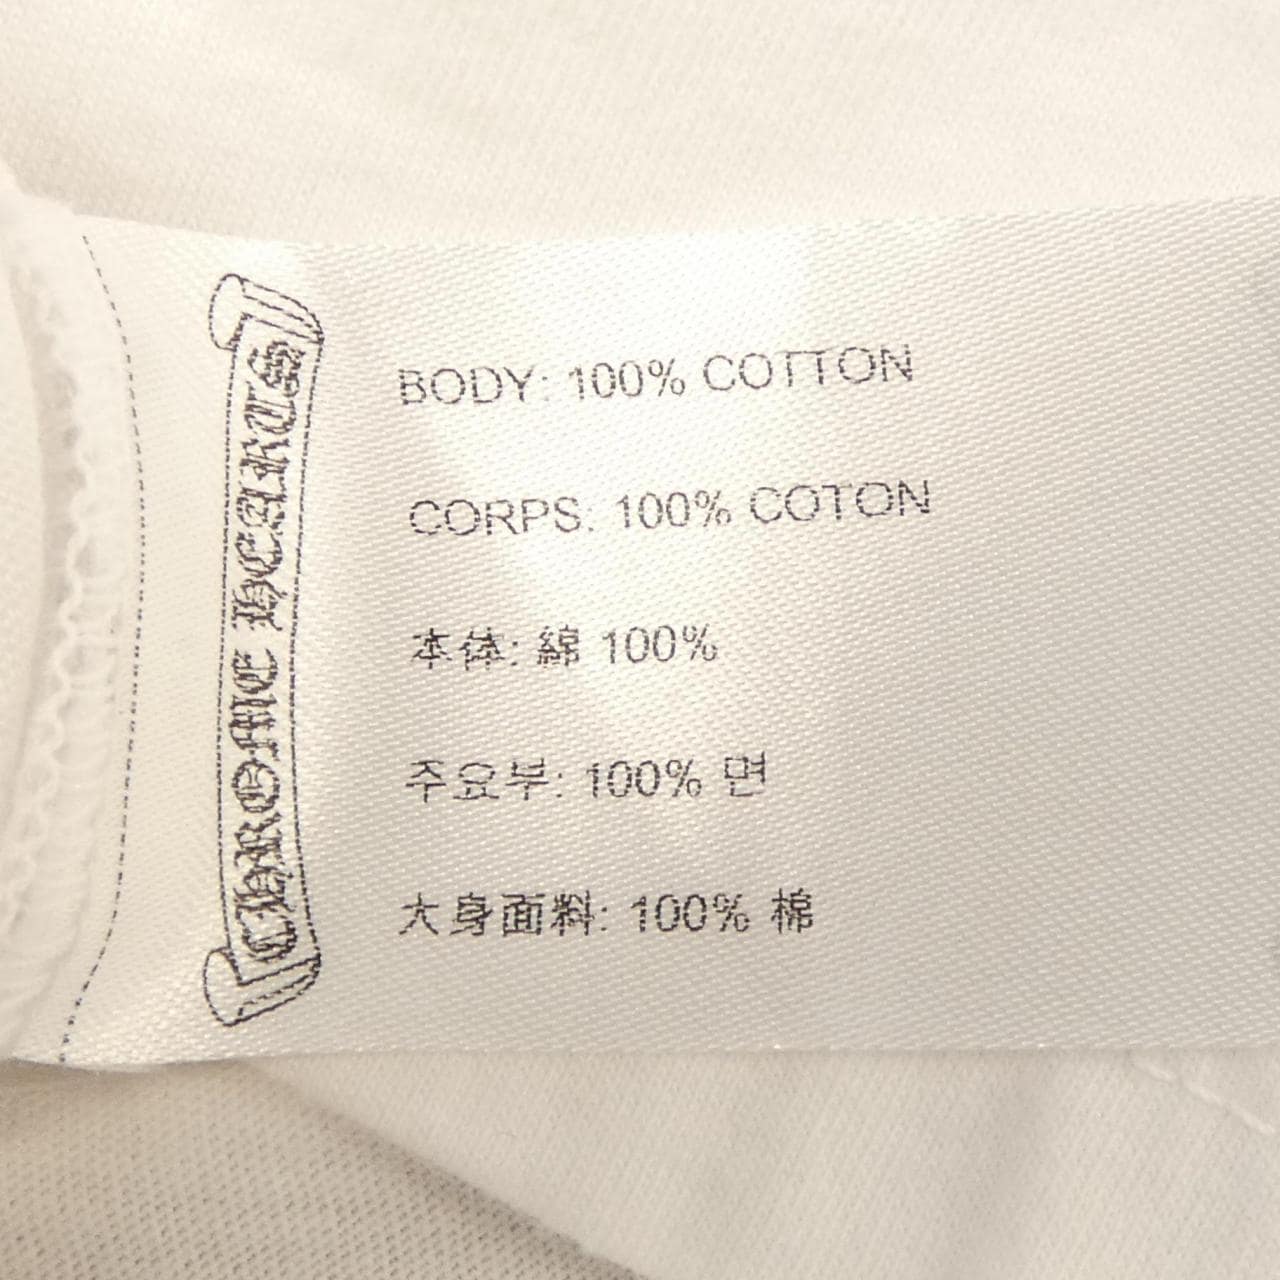 CHROME HEARTS
BODY: 100% COTTON
CORPS: 100% COTON
本体: 綿 100%
주요부: 100% 면
大身面料: 100% 棉